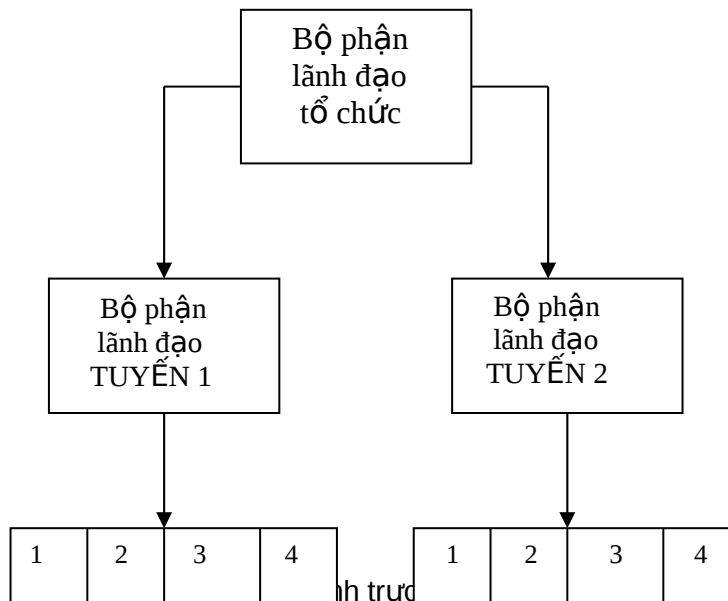 Bộ phận
lãnh đạo
tổ chức
Bộ phận
lãnh đạo
TUYẾN 1
Bộ phận
lãnh đạo
TUYẾN 2
1 2 3 4
1 2 3 4